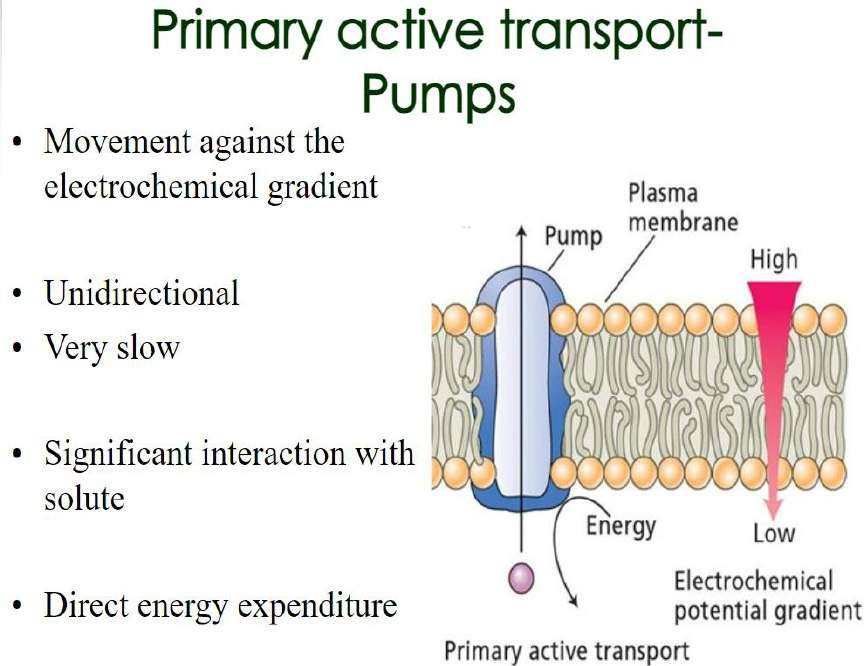 Primary active transport-
Pumps
• Movement against the
electrochemical gradient
• Unidirectional
• Very slow
• Significant interaction with
solute
• Direct energy expenditure
Plasma
membrane
Pump
High
Energy
Low
Electrochemical
potential gradient
Primary active transport